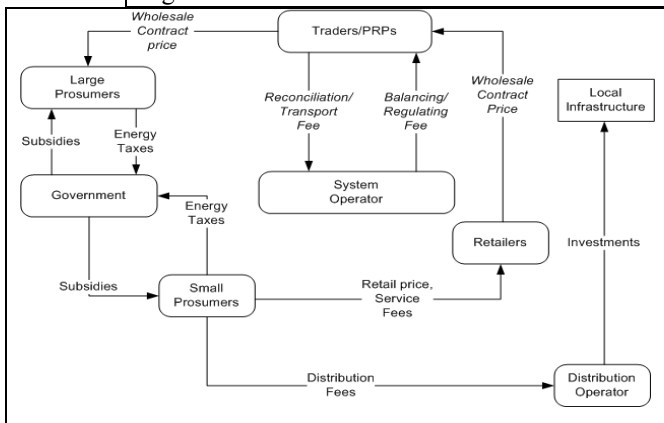 Wholesale
Contract
price
Traders/PRPs
Large
Prosumers
Reconciliation/
Transport
Fee
Balancing/
Regulating
Fee
Wholesale
Contract
Price
Local
Infrastructure
Subsidies
Energy
Taxes
Government
Energy
Taxes
System
Operator
Retailers
Investments
Subsidies
Small
Prosumers
Retail price,
Service
Fees
Distribution
Fees
Distribution
Operator